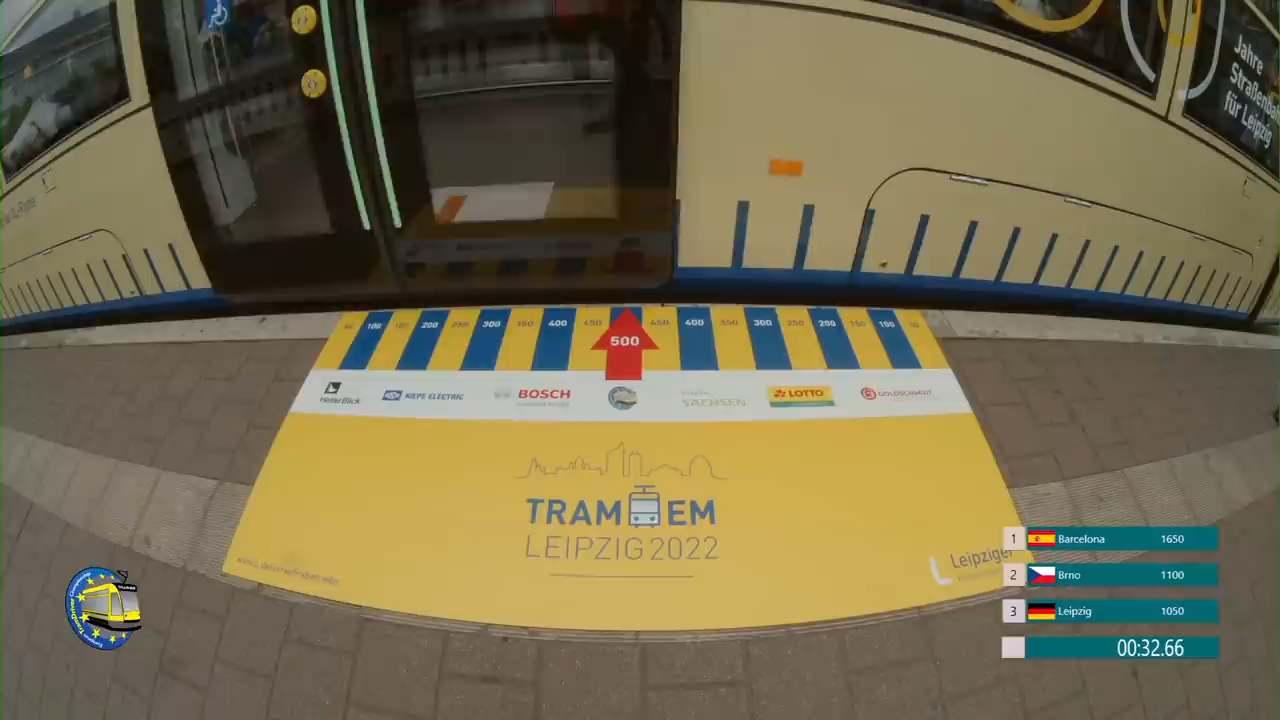 Jahre
Straßenbahn
für Leipzig
50 100 150 200 250 300 350 400 450 500 450 400 350 300 250 200 150 100 50
HeiterBlick
KIEPE ELECTRIC
BOSCH
SACHSEN
LOTTO
GOLDSCHMIDT
TRAM EM
LEIPZIG 2022
Leipziger
1 Barcelona 1650
2 Brno 1100
3 Leipzig 1050
00:32.66